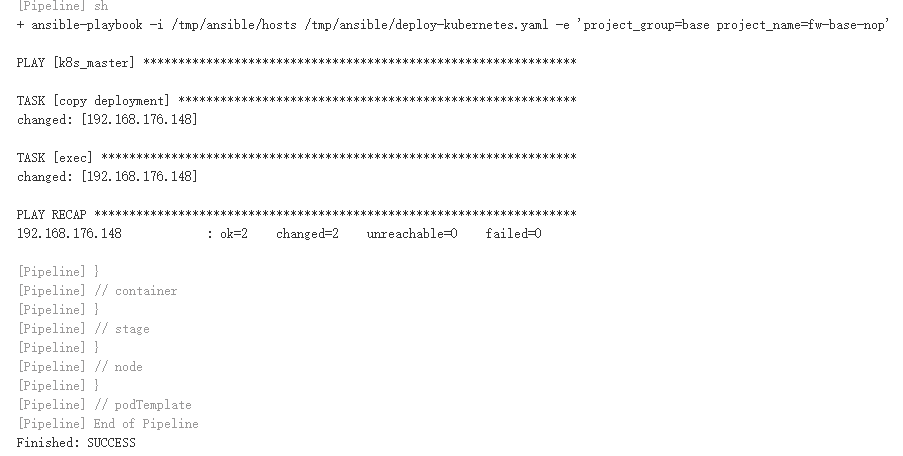 [Pipeline] sh
+ ansible-playbook -i /tmp/ansible/hosts /tmp/ansible/deploy-kubernetes.yaml -e 'project_group=base project_name=fw-base-nop'
PLAY [k8s_master] **************************************************************
TASK [copy deployment] *********************************************************
changed: [192.168.176.148]
TASK [exec] ********************************************************************
changed: [192.168.176.148]
PLAY RECAP *********************************************************************
192.168.176.148            : ok=2    changed=2    unreachable=0    failed=0
[Pipeline] }
[Pipeline] // container
[Pipeline] }
[Pipeline] // stage
[Pipeline] }
[Pipeline] // node
[Pipeline] }
[Pipeline] // podTemplate
[Pipeline] End of Pipeline
Finished: SUCCESS